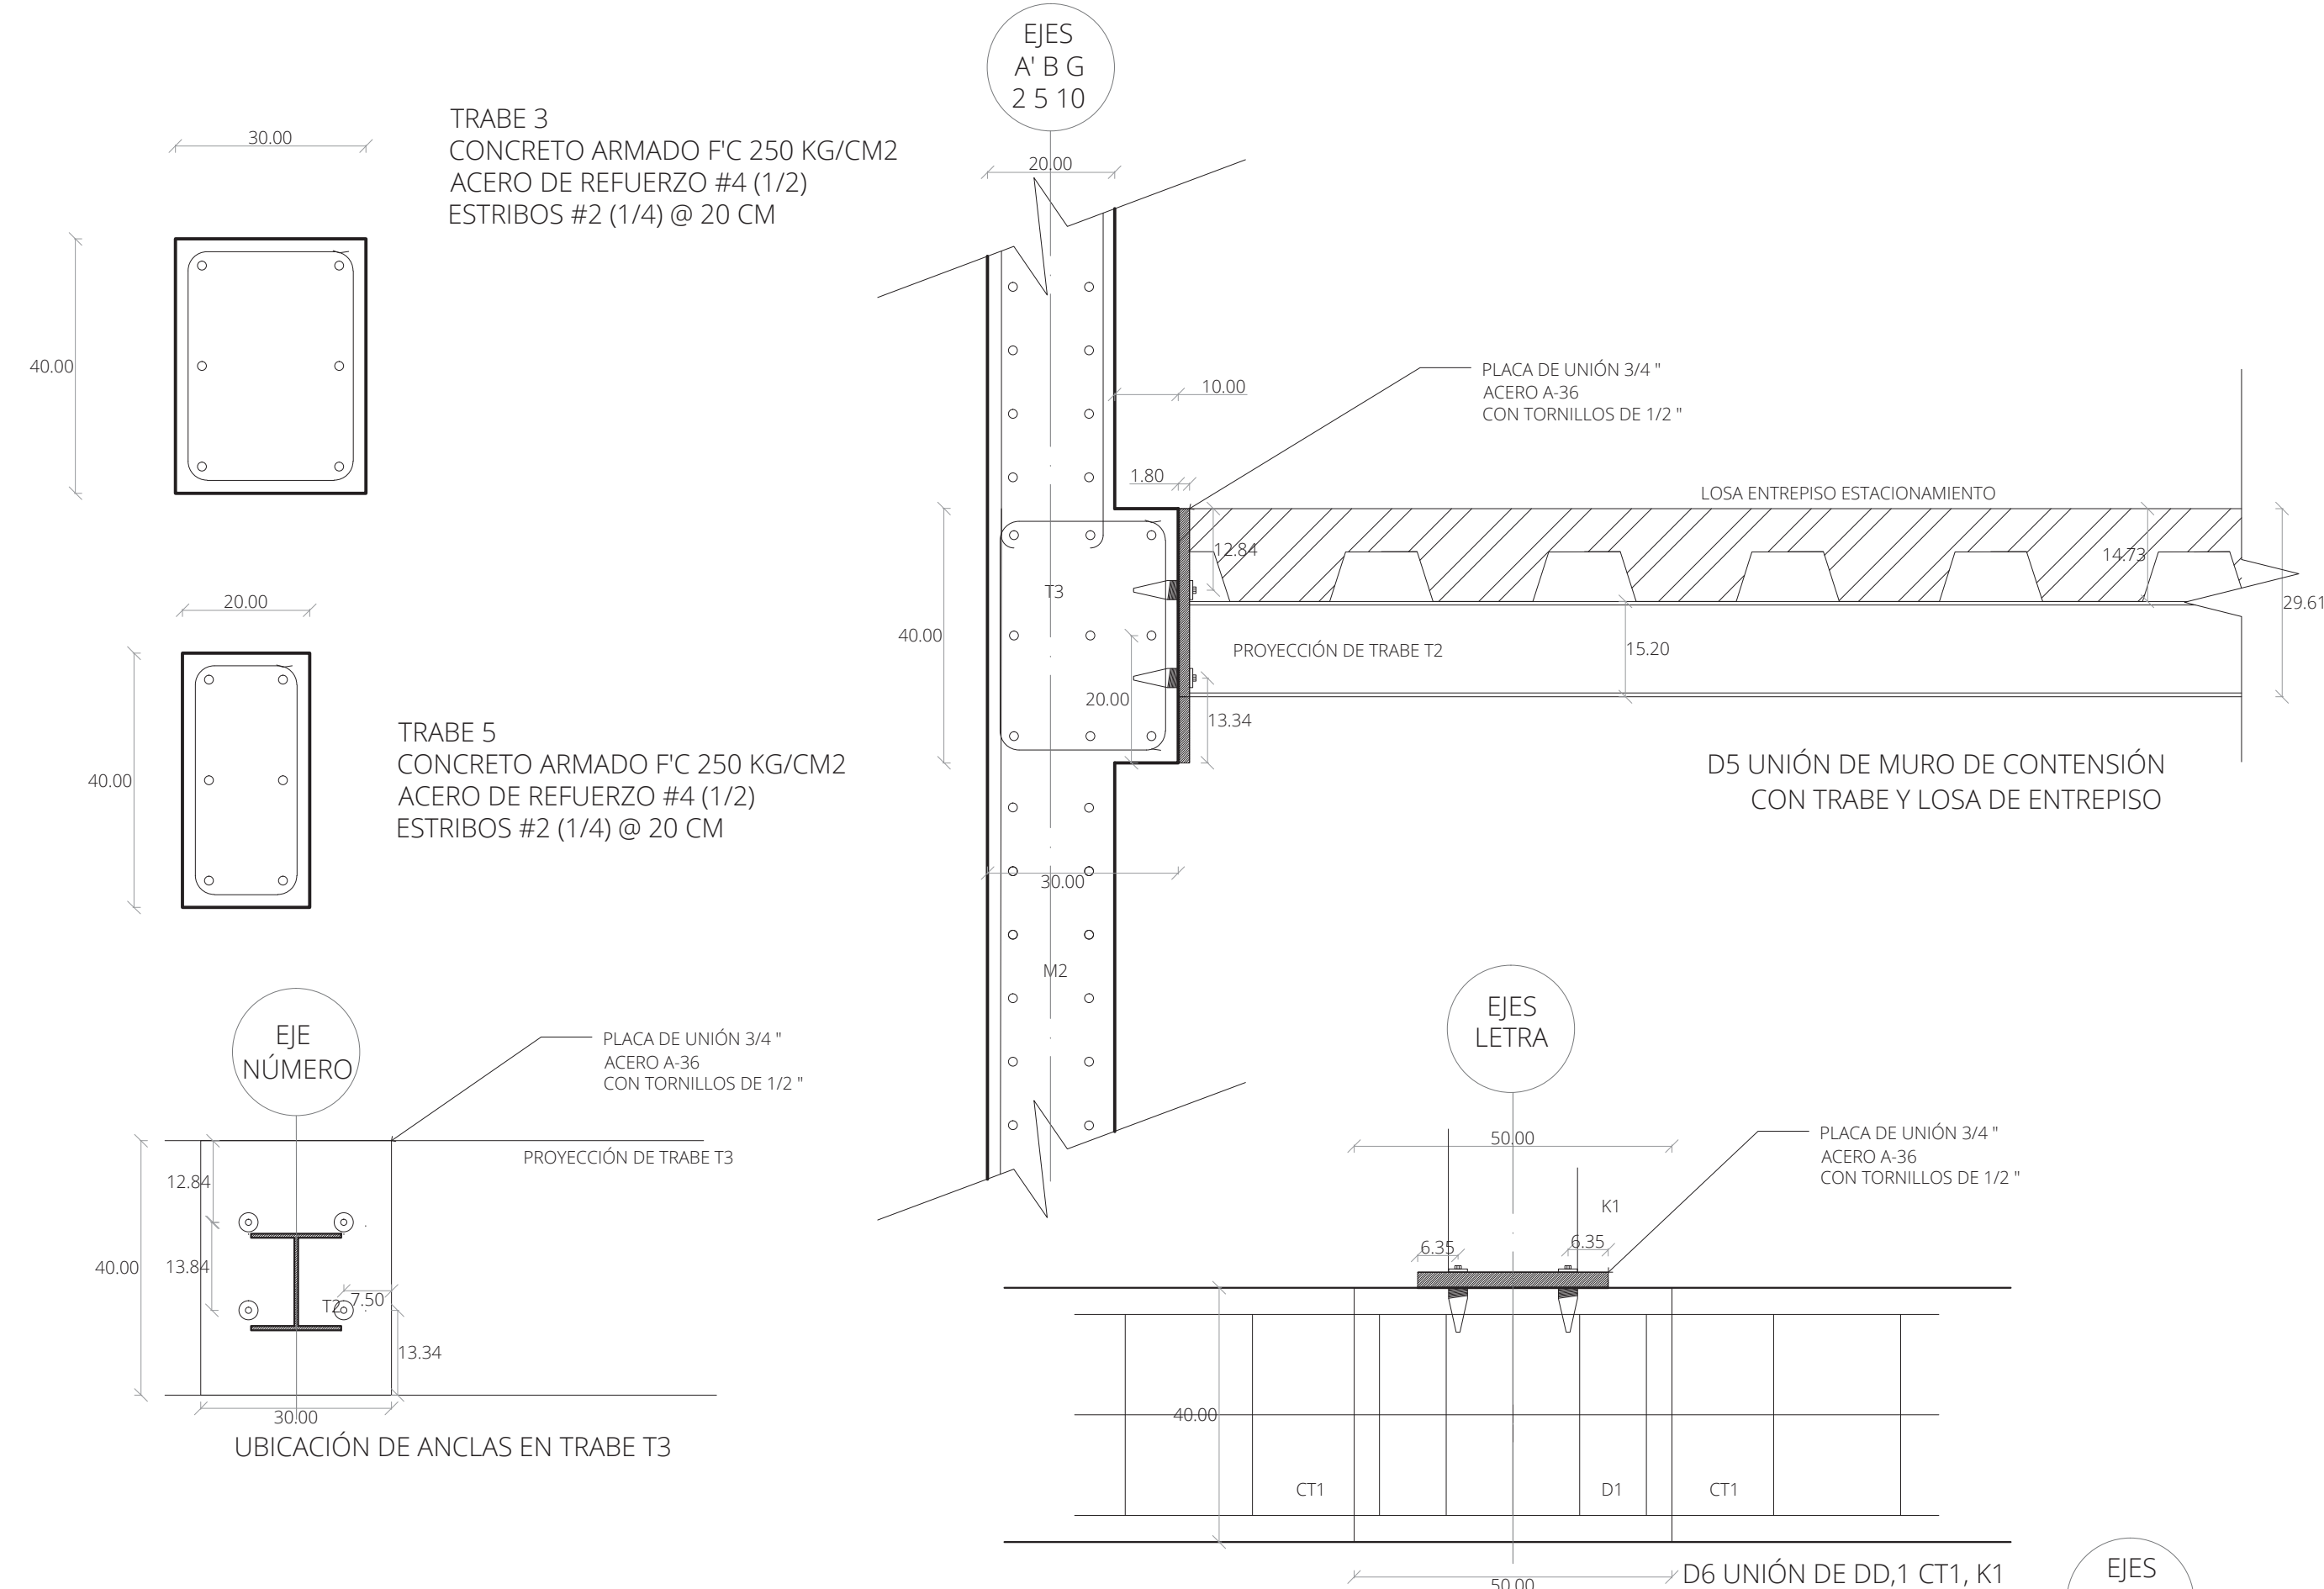 EJES
A' B G
2 5 10
20.00
30.00
TRABE 3
CONCRETO ARMADO F'C 250 KG/CM2
ACERO DE REFUERZO #4 (1/2)
ESTRIBOS #2 (1/4) @ 20 CM
40.00
20.00
40.00
TRABE 5
CONCRETO ARMADO F'C 250 KG/CM2
ACERO DE REFUERZO #4 (1/2)
ESTRIBOS #2 (1/4) @ 20 CM
10.00
PLACA DE UNIÓN 3/4 "
ACERO A-36
CON TORNILLOS DE 1/2 "
1.80
LOSA ENTREPISO ESTACIONAMIENTO
12.84
14.73
T3
29.61
40.00
PROYECCIÓN DE TRABE T2
15.20
20.00
13.34
D5 UNIÓN DE MURO DE CONTENSIÓN
CON TRABE Y LOSA DE ENTREPISO
30.00
M2
EJE
NÚMERO
PLACA DE UNIÓN 3/4 "
ACERO A-36
CON TORNILLOS DE 1/2 "
PROYECCIÓN DE TRABE T3
12.84
40.00
13.84
T2
7.50
13.34
30.00
UBICACIÓN DE ANCLAS EN TRABE T3
EJES
LETRA
50.00
PLACA DE UNIÓN 3/4 "
ACERO A-36
CON TORNILLOS DE 1/2 "
K1
6.35
6.35
40.00
CT1
D1
CT1
50.00
D6 UNIÓN DE DD,1 CT1, K1
EJES